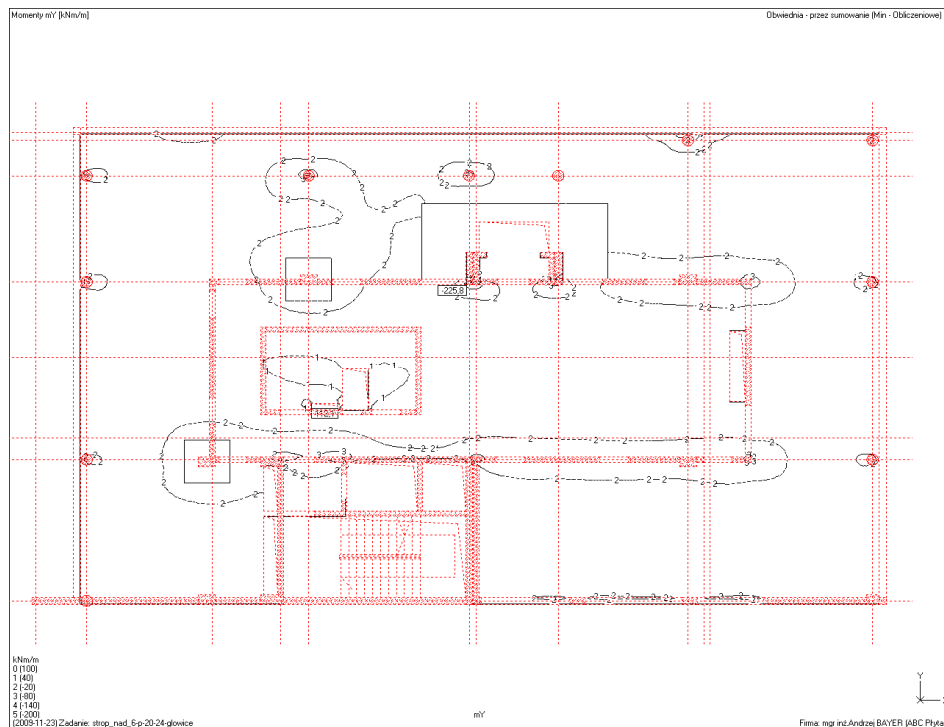 Momenty mY [kNm/m]
Obwiednia - przez sumowanie (Min - Obliczeniowe)
-225,8
kNm/m
0 (100)
1 (40)
2 (-20)
3 (-80)
4 (-140)
5 (-200)
(2009-11-23) Zadanie: strop_nad_6-p-20-24-glowice
mY
Firma: mgr inż.Andrzej BAYER (ABC Płyta
Y